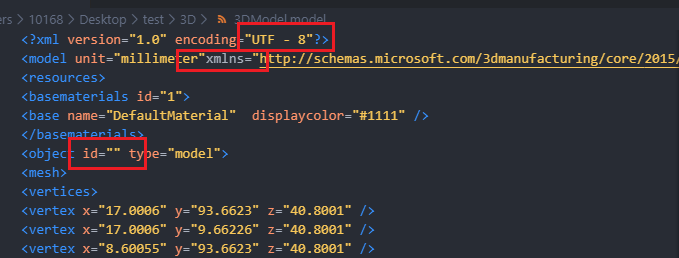 ers > 10168 > Desktop > test > 3D > 3DModel.model
<?xml version="1.0" encoding="UTF - 8"?>
<model unit="millimeter"xmlns="http://schemas.microsoft.com/3dmanufacturing/core/2015/
<resources>
<basematerials id="1">
<base name="DefaultMaterial"  displaycolor="#1111" />
</basematerials>
<object id="" type="model">
<mesh>
<vertices>
<vertex x="17.0006" y="93.6623" z="40.8001" />
<vertex x="17.0006" y="9.66226" z="40.8001" />
<vertex x="8.60055" y="93.6623" z="40.8001" />